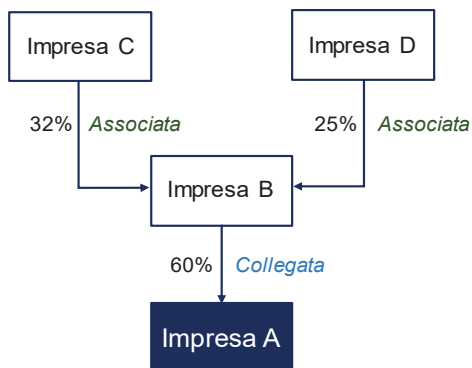 Impresa C
Impresa D
32% Associata
25% Associata
Impresa B
60% Collegata
Impresa A